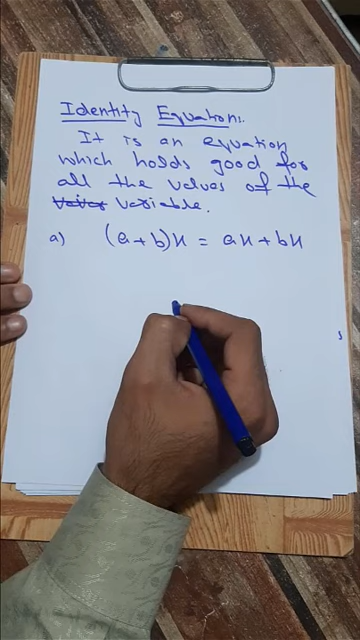 Identity Equation:
It is an equation
which holds good for
all the values of the
variable.
a) (a+b)x = ax+bx